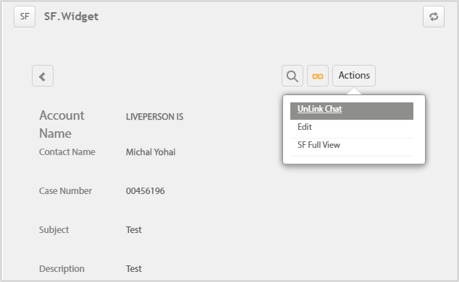 SF SF.Widget
Actions
UnLink Chat
Edit
SF Full View
Account Name LIVEPERSON IS
Contact Name Michal Yohai
Case Number 00456196
Subject Test
Description Test